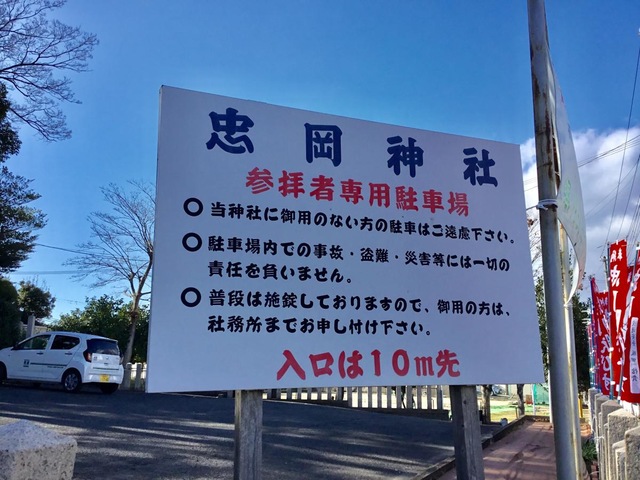 忠岡神社
参拝者専用駐車場
○当神社に御用のない方の駐車はご遠慮下さい。
○駐車場内での事故・盗難・災害等には一切の
責任を負いません。
○普段は施錠しておりますので、御用の方は、
社務所までお申し付け下さい。
入口は10m先